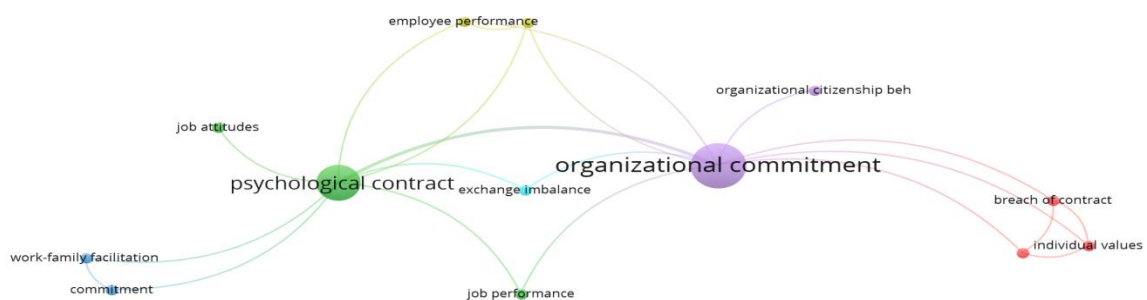 employee performance
organizational citizenship beh
job attitudes
organizational commitment
psychological contract
exchange imbalance
breach of contract
individual values
work-family facilitation
commitment
job performance